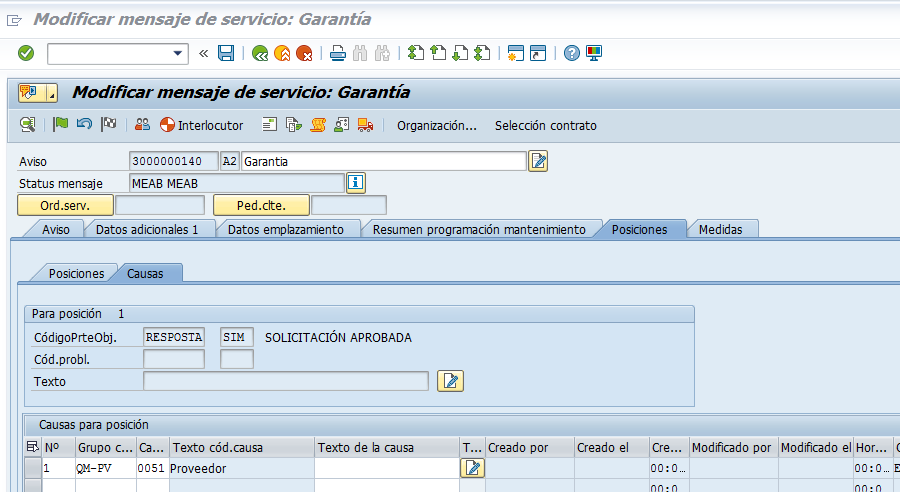 Modificar mensaje de servicio: Garantía
Modificar mensaje de servicio: Garantía
Interlocutor Organización... Selección contrato
Aviso 3000000140 A2 Garantia
Status mensaje MEAB MEAB
Ord.serv. Ped.clte.
Aviso Datos adicionales 1 Datos emplazamiento Resumen programación mantenimiento Posiciones Medidas
Posiciones Causas
Para posición 1
CódigoPrteObj. RESPOSTA SIM SOLICITACIÓN APROBADA
Cód.probl.
Texto
Causas para posición
Nº Grupo c... Ca... Texto cód.causa Texto de la causa T... Creado por Creado el Cre... Modificado por Modificado el Hor...
1 QM-PV 0051 Proveedor 00:0... 00:0...
00:0... 00:0